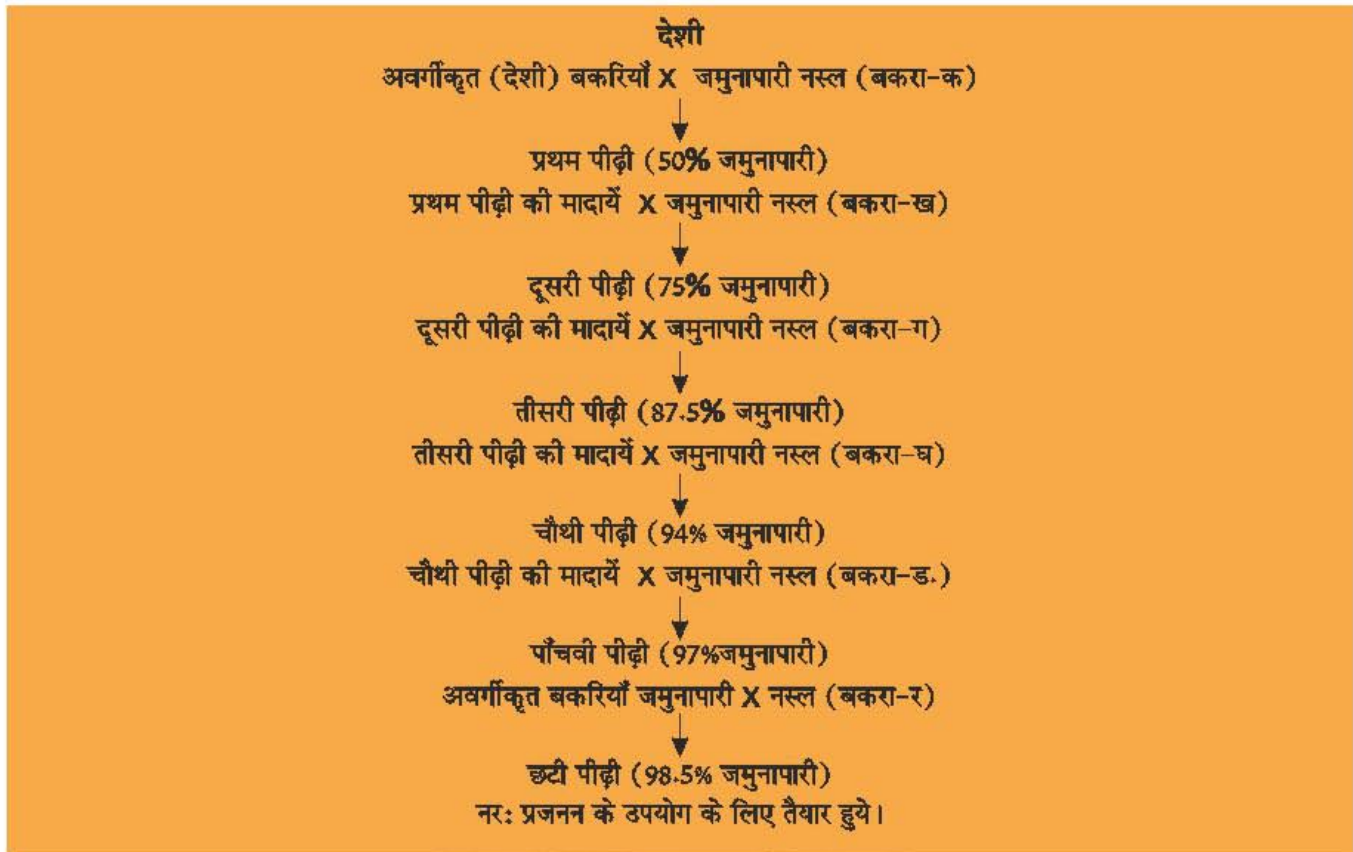 देशी
अवर्गीकृत (देशी) बकरियाँ X जमुनापारी नस्ल (बकरा-क)
प्रथम पीढ़ी (50% जमुनापारी)
प्रथम पीढ़ी की मादायें X जमुनापारी नस्ल (बकरा-ख)
दूसरी पीढ़ी (75% जमुनापारी)
दूसरी पीढ़ी की मादायें X जमुनापारी नस्ल (बकरा-ग)
तीसरी पीढ़ी (87.5% जमुनापारी)
तीसरी पीढ़ी की मादायें X जमुनापारी नस्ल (बकरा-घ)
चौथी पीढ़ी (94% जमुनापारी)
चौथी पीढ़ी की मादायें X जमुनापारी नस्ल (बकरा-ड.)
पाँचवी पीढ़ी (97%जमुनापारी)
अवर्गीकृत बकरियाँ जमुनापारी X नस्ल (बकरा-र)
छटी पीढ़ी (98.5% जमुनापारी)
नर: प्रजनन के उपयोग के लिए तैयार हुये।